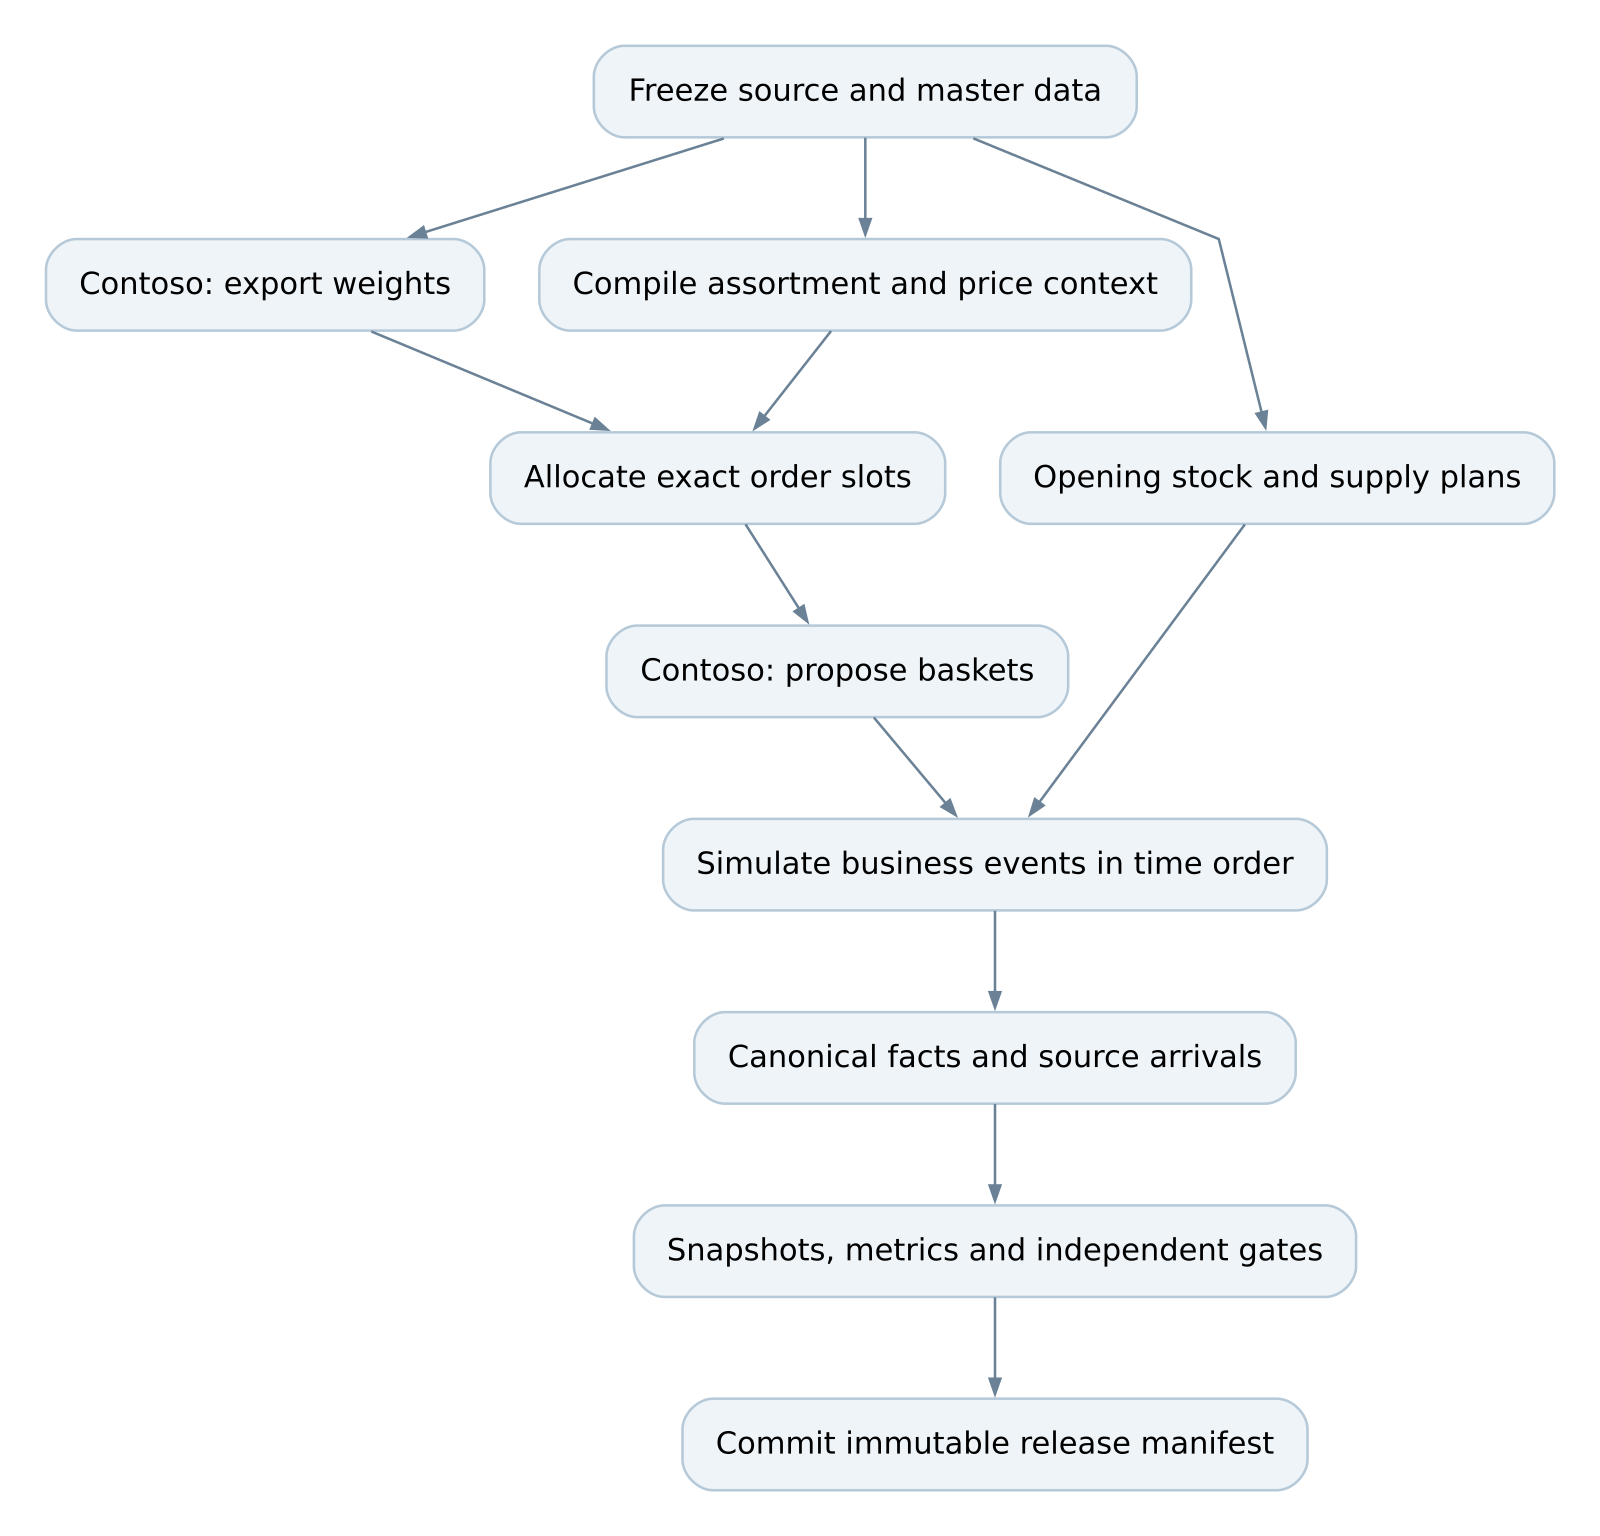 Freeze source and master data
Contoso: export weights
Compile assortment and price context
Allocate exact order slots
Opening stock and supply plans
Contoso: propose baskets
Simulate business events in time order
Canonical facts and source arrivals
Snapshots, metrics and independent gates
Commit immutable release manifest